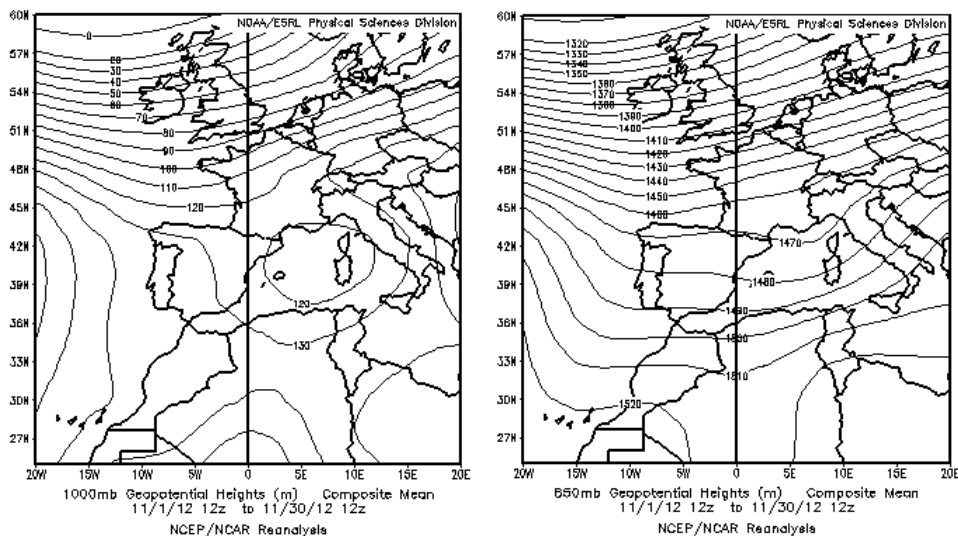 NOAA/ESRL Physical Sciences Division
60N
57N
54N
51N
48N
45N
42N
39N
36N
33N
30N
27N
0
20
30
40
50
60
70
80
90
100
110
120
120
130
20W
15W
10W
5W
0
5E
10E
15E
20E
1000mb Geopotential Heights (m) Composite Mean
11/1/12 12z to 11/30/12 12z
NCEP/NCAR Reanalysis
NOAA/ESRL Physical Sciences Division
60N
57N
54N
51N
48N
45N
42N
39N
36N
33N
30N
27N
1320
1330
1340
1350
1360
1370
1380
1390
1400
1410
1420
1430
1440
1450
1460
1470
1480
1490
1500
1510
1520
20W
15W
10W
5W
0
5E
10E
15E
20E
850mb Geopotential Heights (m) Composite Mean
11/1/12 12z to 11/30/12 12z
NCEP/NCAR Reanalysis